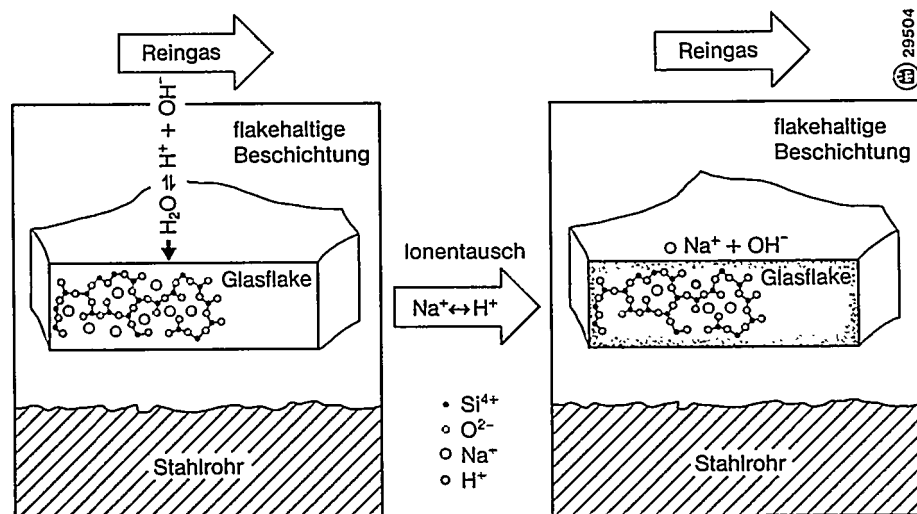 Reingas
H₂O ⇌ H⁺ + OH⁻
flakehaltige
Beschichtung
Glasflake
Stahlrohr
Ionentausch
Na⁺↔H⁺
Si⁴⁺
O²⁻
Na⁺
H⁺
Reingas
29504
flakehaltige
Beschichtung
Na⁺ + OH⁻
Glasflake
Stahlrohr